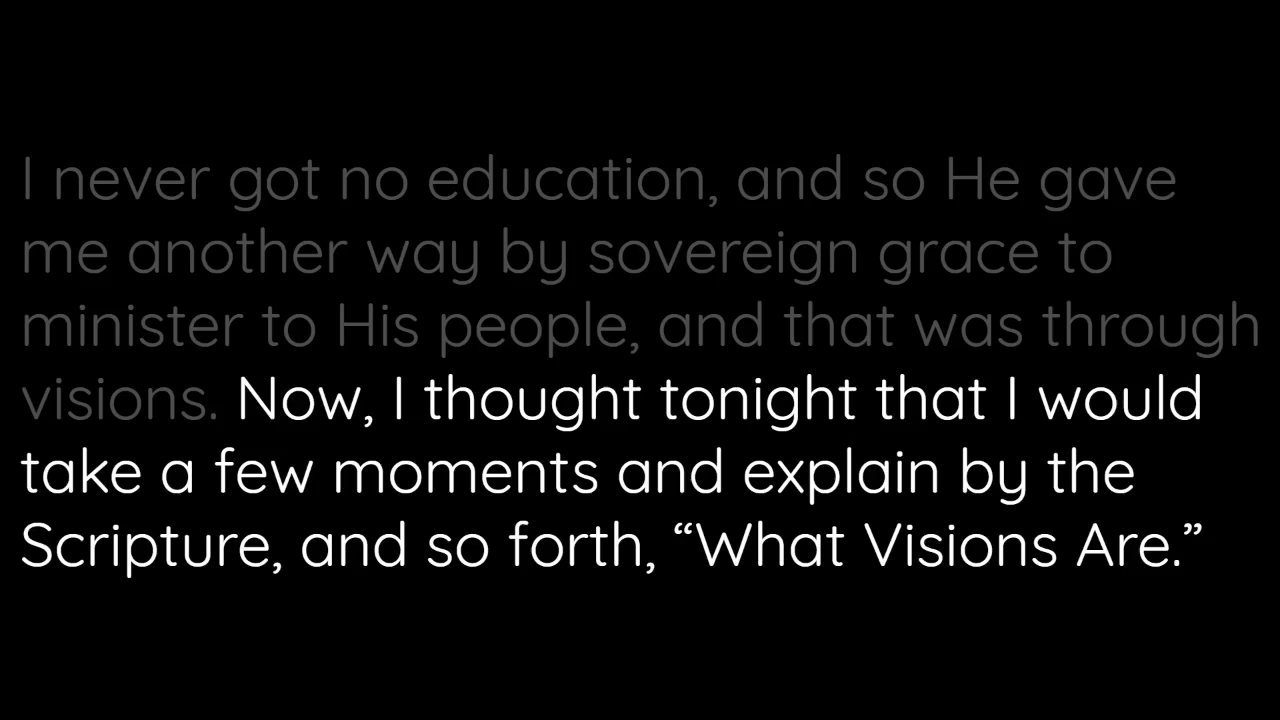 I never got no education, and so He gave
me another way by sovereign grace to
minister to His people, and that was through
visions. Now, I thought tonight that I would
take a few moments and explain by the
Scripture, and so forth, “What Visions Are.”